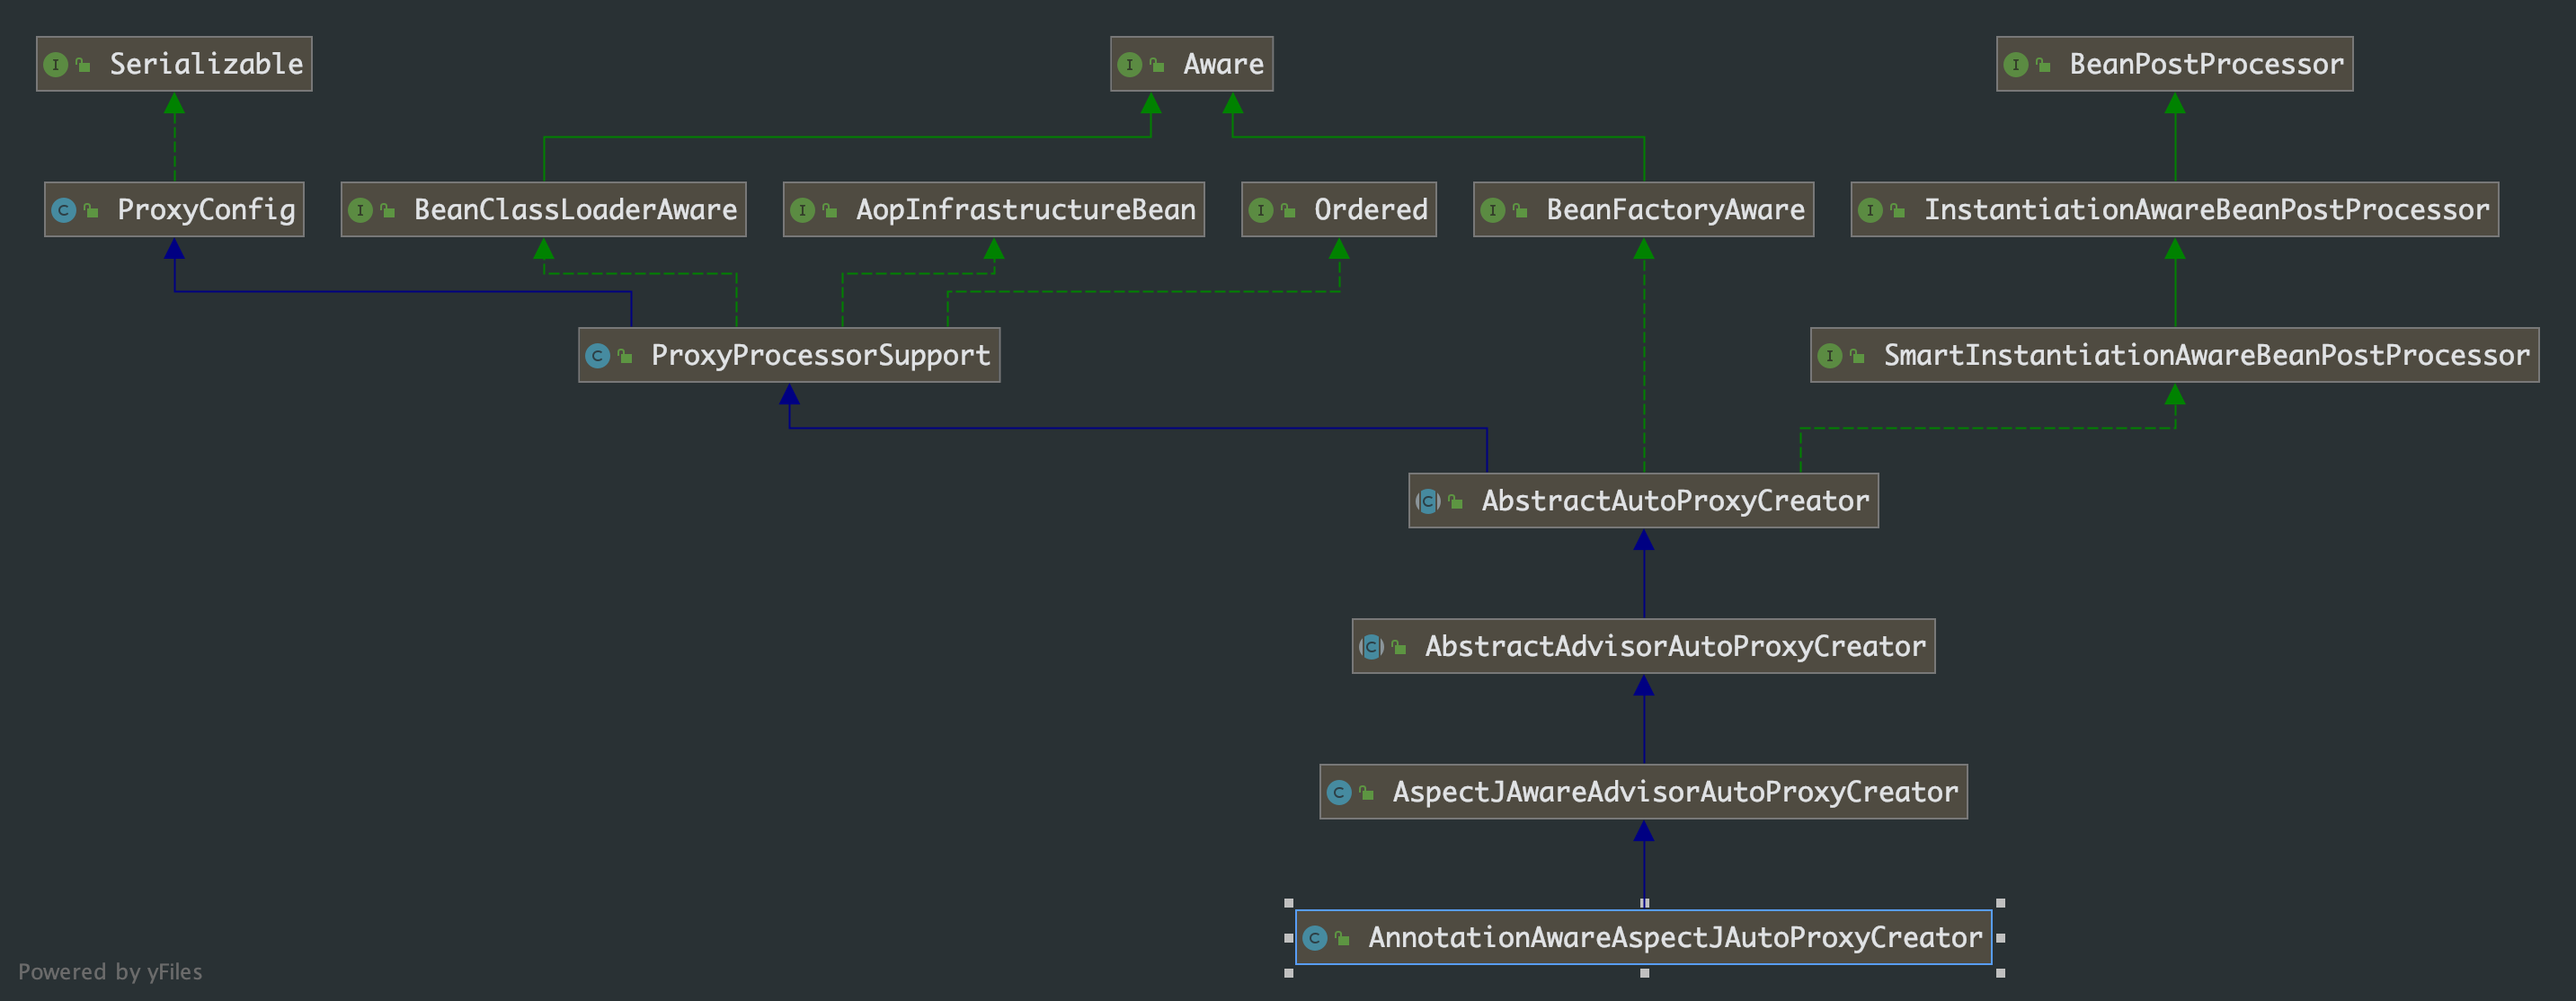 Serializable
Aware
BeanPostProcessor
ProxyConfig
BeanClassLoaderAware
AopInfrastructureBean
Ordered
BeanFactoryAware
InstantiationAwareBeanPostProcessor
ProxyProcessorSupport
SmartInstantiationAwareBeanPostProcessor
AbstractAutoProxyCreator
AbstractAdvisorAutoProxyCreator
AspectJAwareAdvisorAutoProxyCreator
AnnotationAwareAspectJAutoProxyCreator
Powered by yFiles